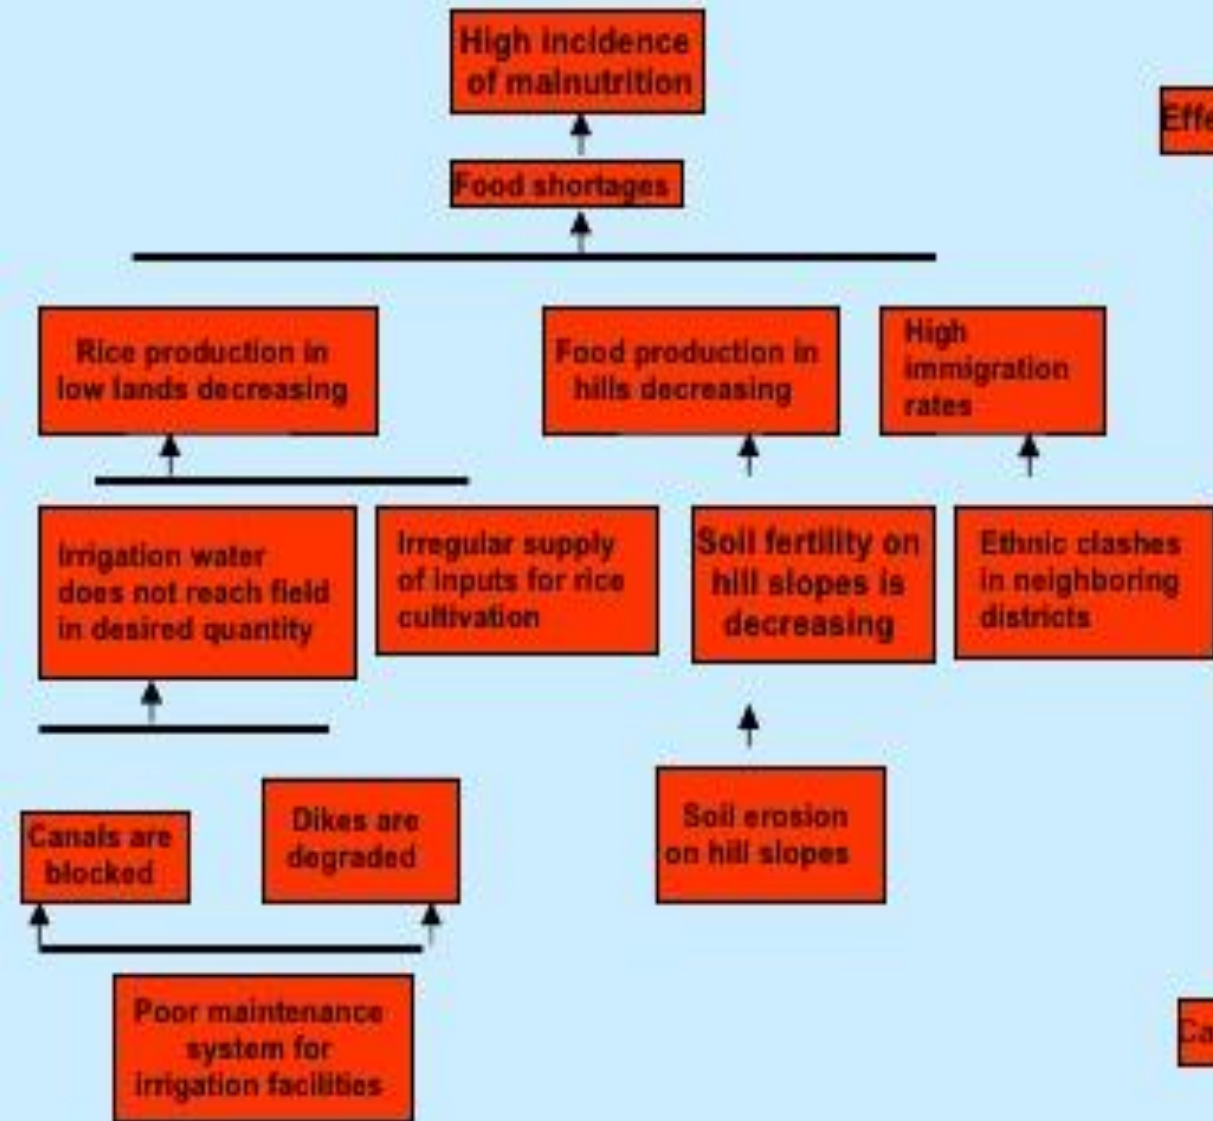 High incidence
of malnutrition
Effe
Food shortages
Rice production in
low lands decreasing
Food production in
hills decreasing
High
immigration
rates
Irrigation water
does not reach field
in desired quantity
Irregular supply
of inputs for rice
cultivation
Soil fertility on
hill slopes is
decreasing
Ethnic clashes
in neighboring
districts
Canals are
blocked
Dikes are
degraded
Soil erosion
on hill slopes
Poor maintenance
system for
irrigation facilities
Ca